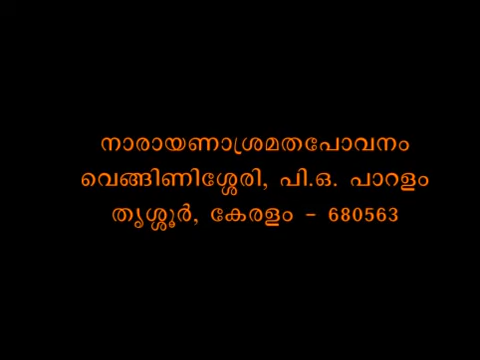 നാരായണാശ്രമതപോവനം
വെങ്ങിണിശ്ശേരി, പി.ഒ. പാറളം
തൃശ്ശൂർ, കേരളം - 680563